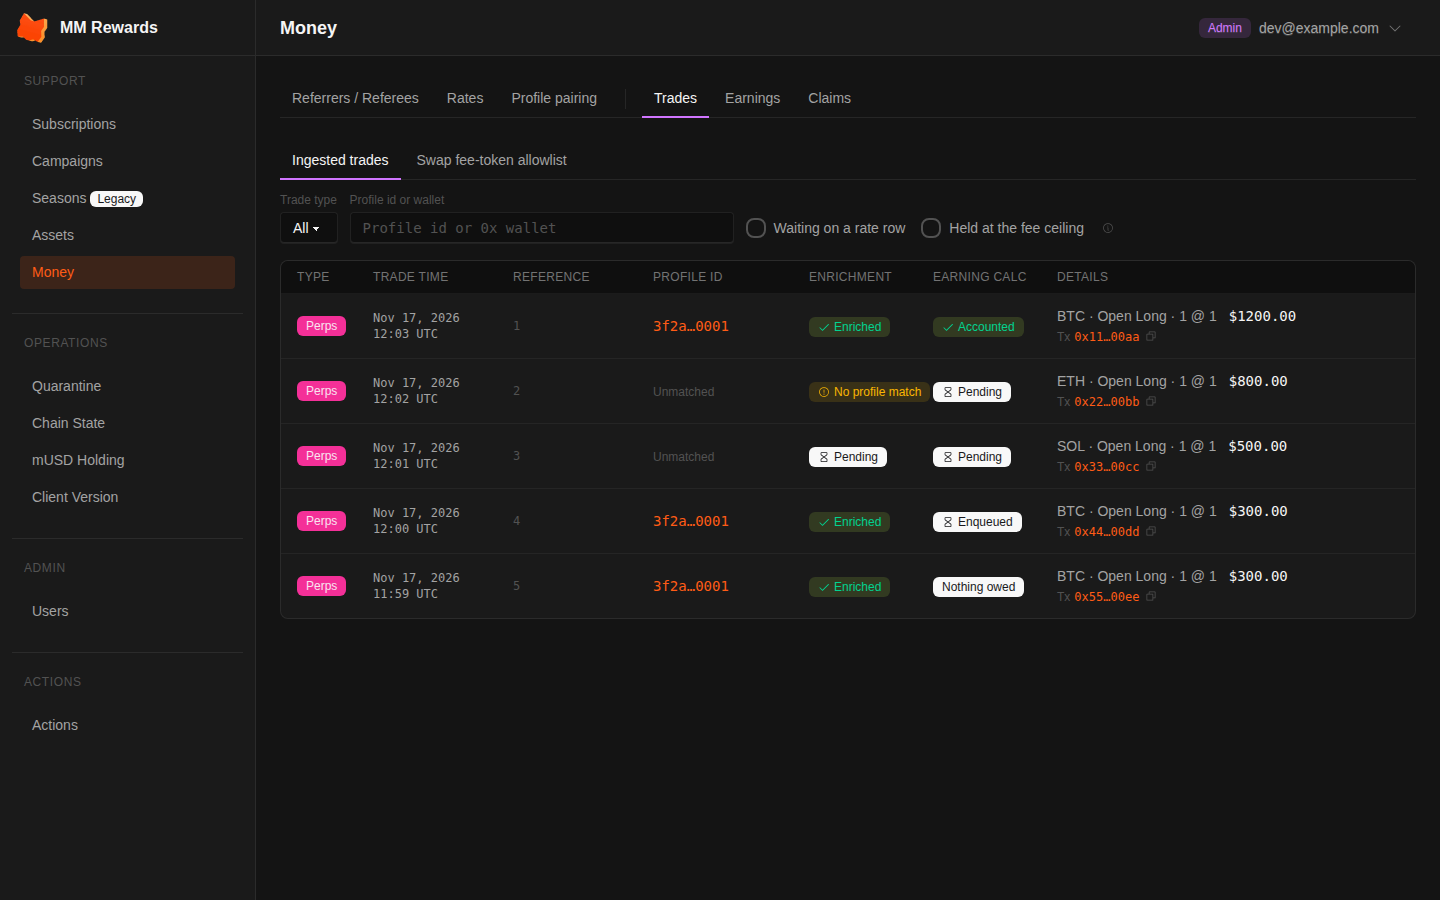 MM Rewards
Money
Admin
dev@example.com
SUPPORT
Subscriptions
Campaigns
Seasons Legacy
Assets
Money
OPERATIONS
Quarantine
Chain State
mUSD Holding
Client Version
ADMIN
Users
ACTIONS
Actions
Referrers / Referees Rates Profile pairing Trades Earnings Claims
Ingested trades Swap fee-token allowlist
Trade type Profile id or wallet
All Profile id or 0x wallet Waiting on a rate row Held at the fee ceiling
TYPE TRADE TIME REFERENCE PROFILE ID ENRICHMENT EARNING CALC DETAILS
Perps Nov 17, 2026 12:03 UTC 1 3f2a…0001 Enriched Accounted BTC · Open Long · 1 @ 1 $1200.00
Tx 0x11…00aa
Perps Nov 17, 2026 12:02 UTC 2 Unmatched No profile match Pending ETH · Open Long · 1 @ 1 $800.00
Tx 0x22…00bb
Perps Nov 17, 2026 12:01 UTC 3 Unmatched Pending Pending SOL · Open Long · 1 @ 1 $500.00
Tx 0x33…00cc
Perps Nov 17, 2026 12:00 UTC 4 3f2a…0001 Enriched Enqueued BTC · Open Long · 1 @ 1 $300.00
Tx 0x44…00dd
Perps Nov 17, 2026 11:59 UTC 5 3f2a…0001 Enriched Nothing owed BTC · Open Long · 1 @ 1 $300.00
Tx 0x55…00ee